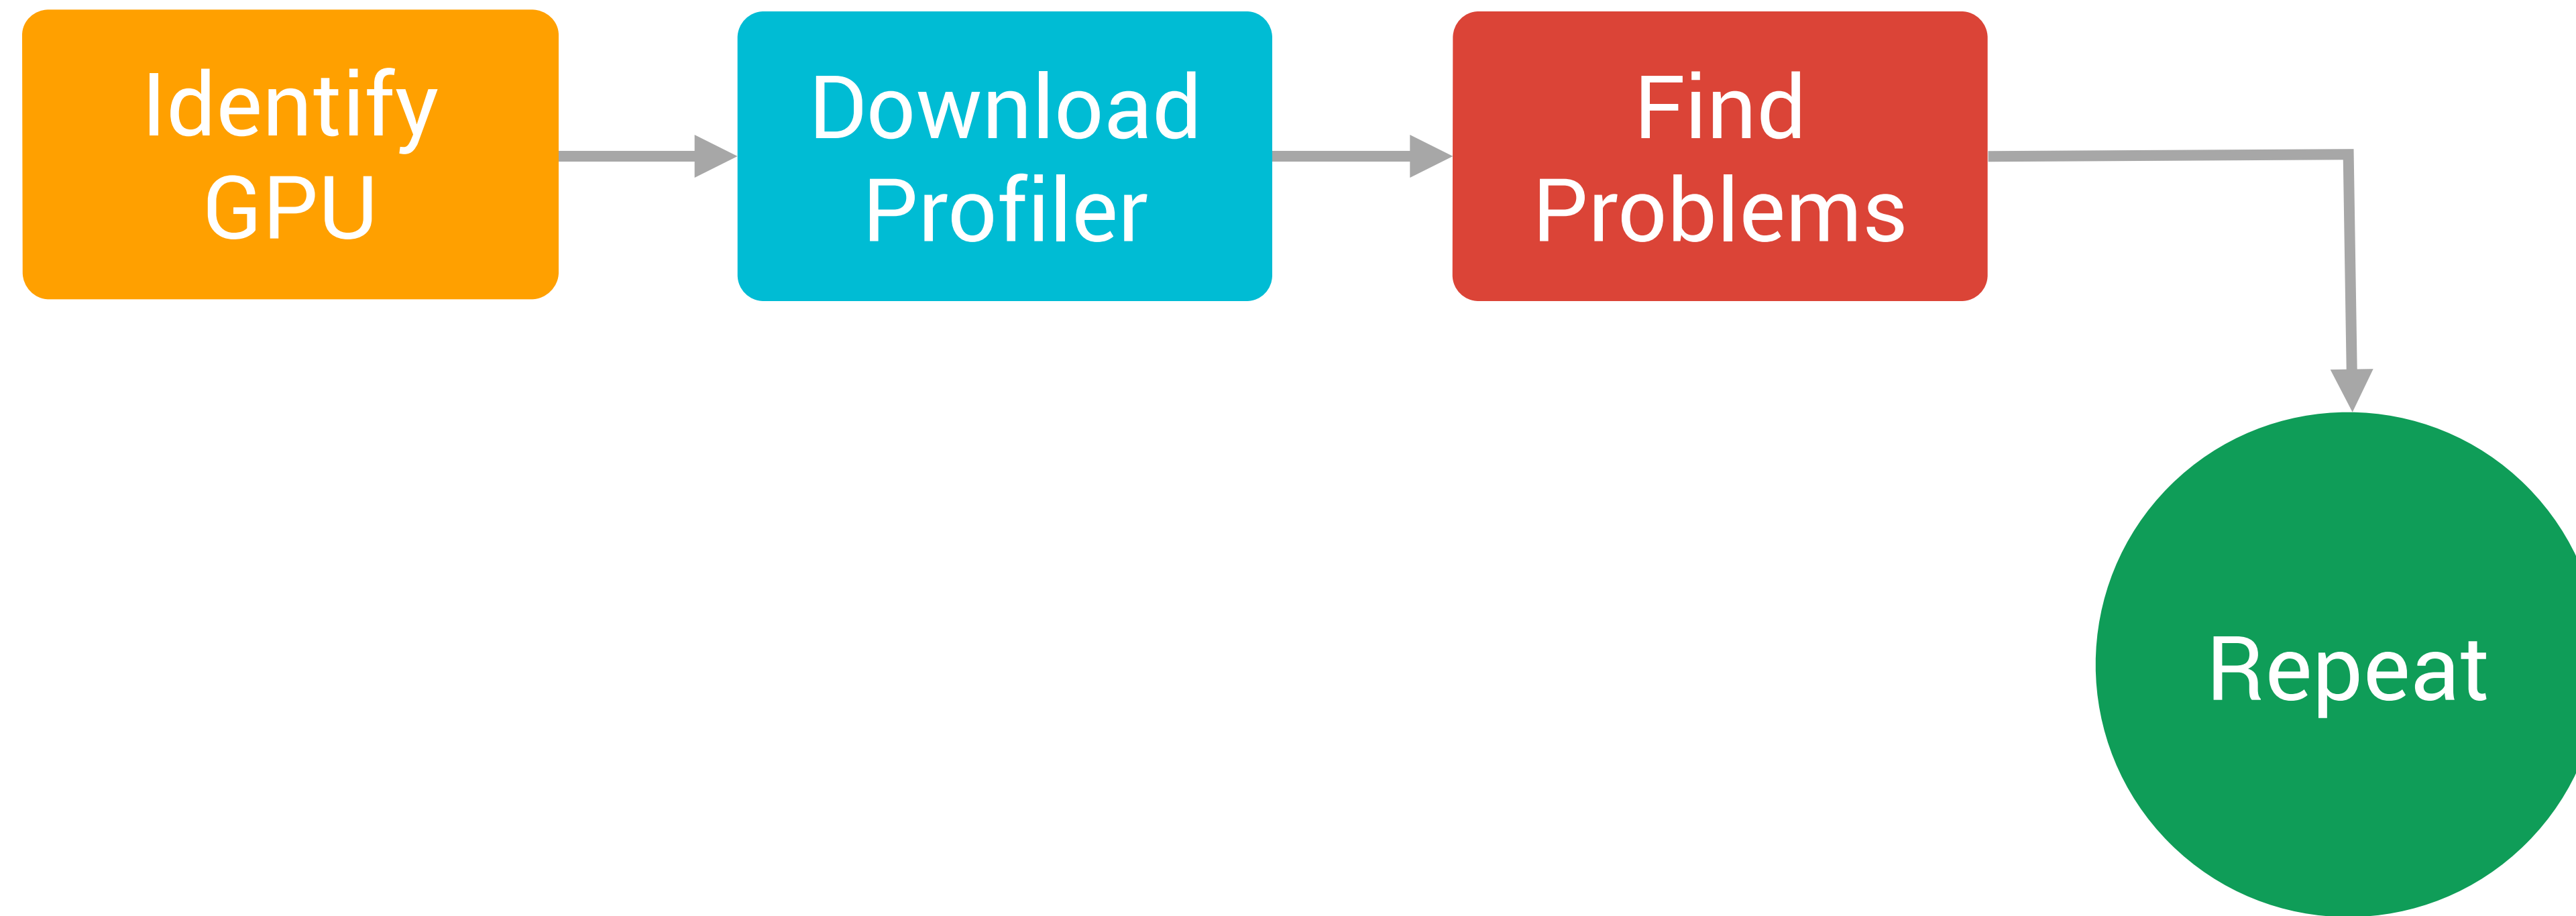 Identify
GPU
Download
Profiler
Find
Problems
Repeat